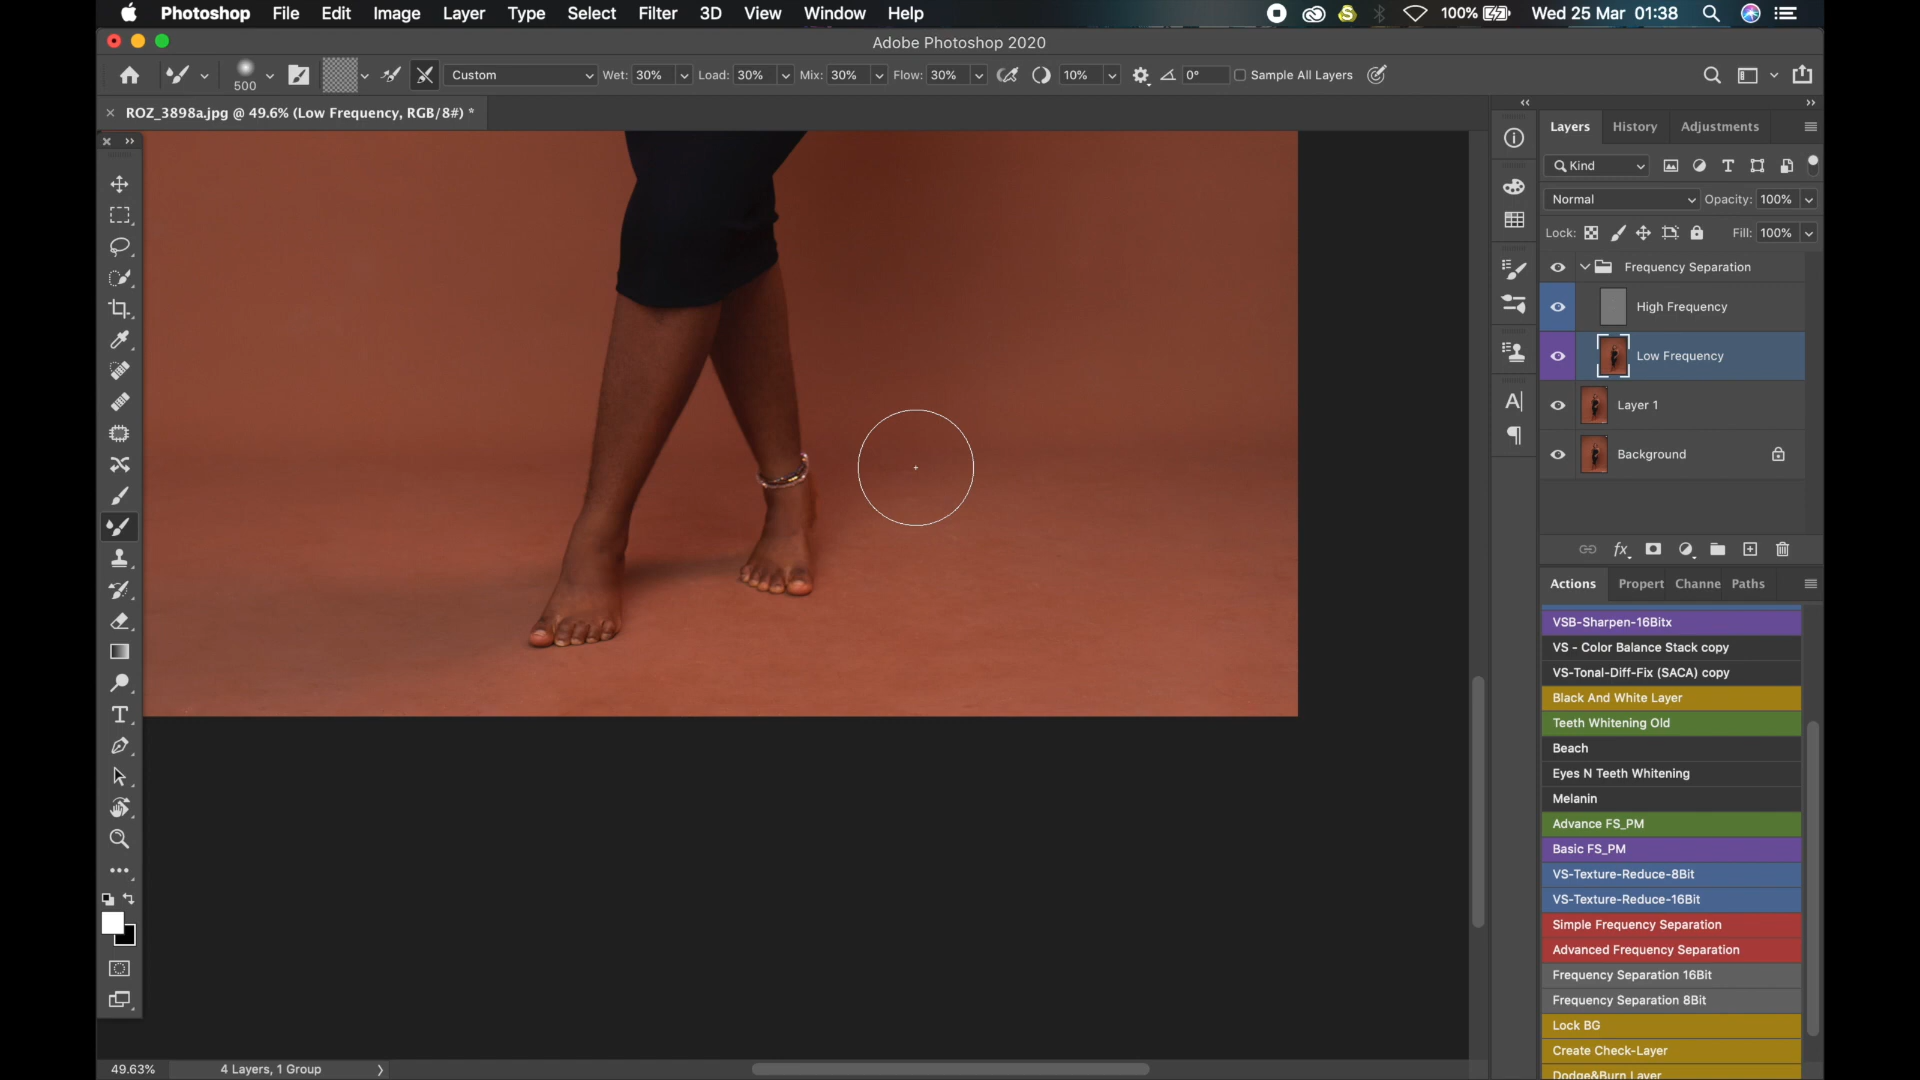 Photoshop File Edit Image Layer Type Select Filter 3D View Window Help 100% Wed 25 Mar 01:38
Adobe Photoshop 2020
500 Custom Wet: 30% Load: 30% Mix: 30% Flow: 30% 10% 0° Sample All Layers
ROZ_3898a.jpg @ 49.6% (Low Frequency, RGB/8#) *
Layers History Adjustments
Kind
Normal Opacity: 100%
Lock: Fill: 100%
Frequency Separation
High Frequency
Low Frequency
Layer 1
Background
Actions Propert Channe Paths
VSB-Sharpen-16Bitx
VS - Color Balance Stack copy
VS-Tonal-Diff-Fix (SACA) copy
Black And White Layer
Teeth Whitening Old
Beach
Eyes N Teeth Whitening
Melanin
Advance FS_PM
Basic FS_PM
VS-Texture-Reduce-8Bit
VS-Texture-Reduce-16Bit
Simple Frequency Separation
Advanced Frequency Separation
Frequency Separation 16Bit
Frequency Separation 8Bit
Lock BG
Create Check-Layer
Dodge&Burn Layer
49.63% 4 Layers, 1 Group